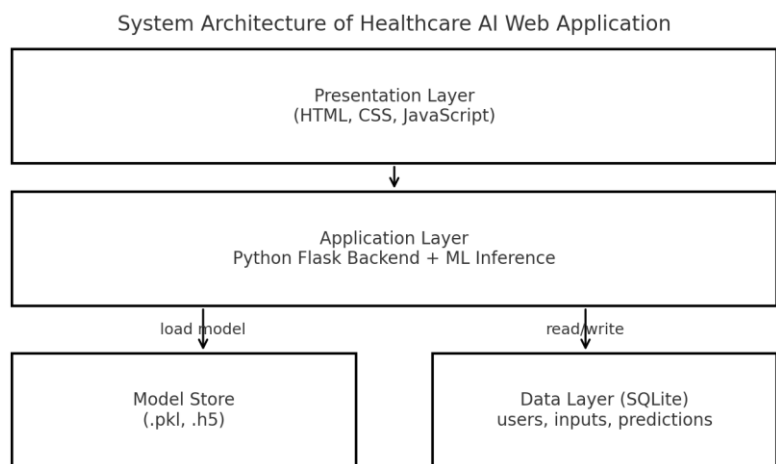 System Architecture of Healthcare AI Web Application
Presentation Layer
(HTML, CSS, JavaScript)
Application Layer
Python Flask Backend + ML Inference
load model
read/write
Model Store
(.pkl, .h5)
Data Layer (SQLite)
users, inputs, predictions